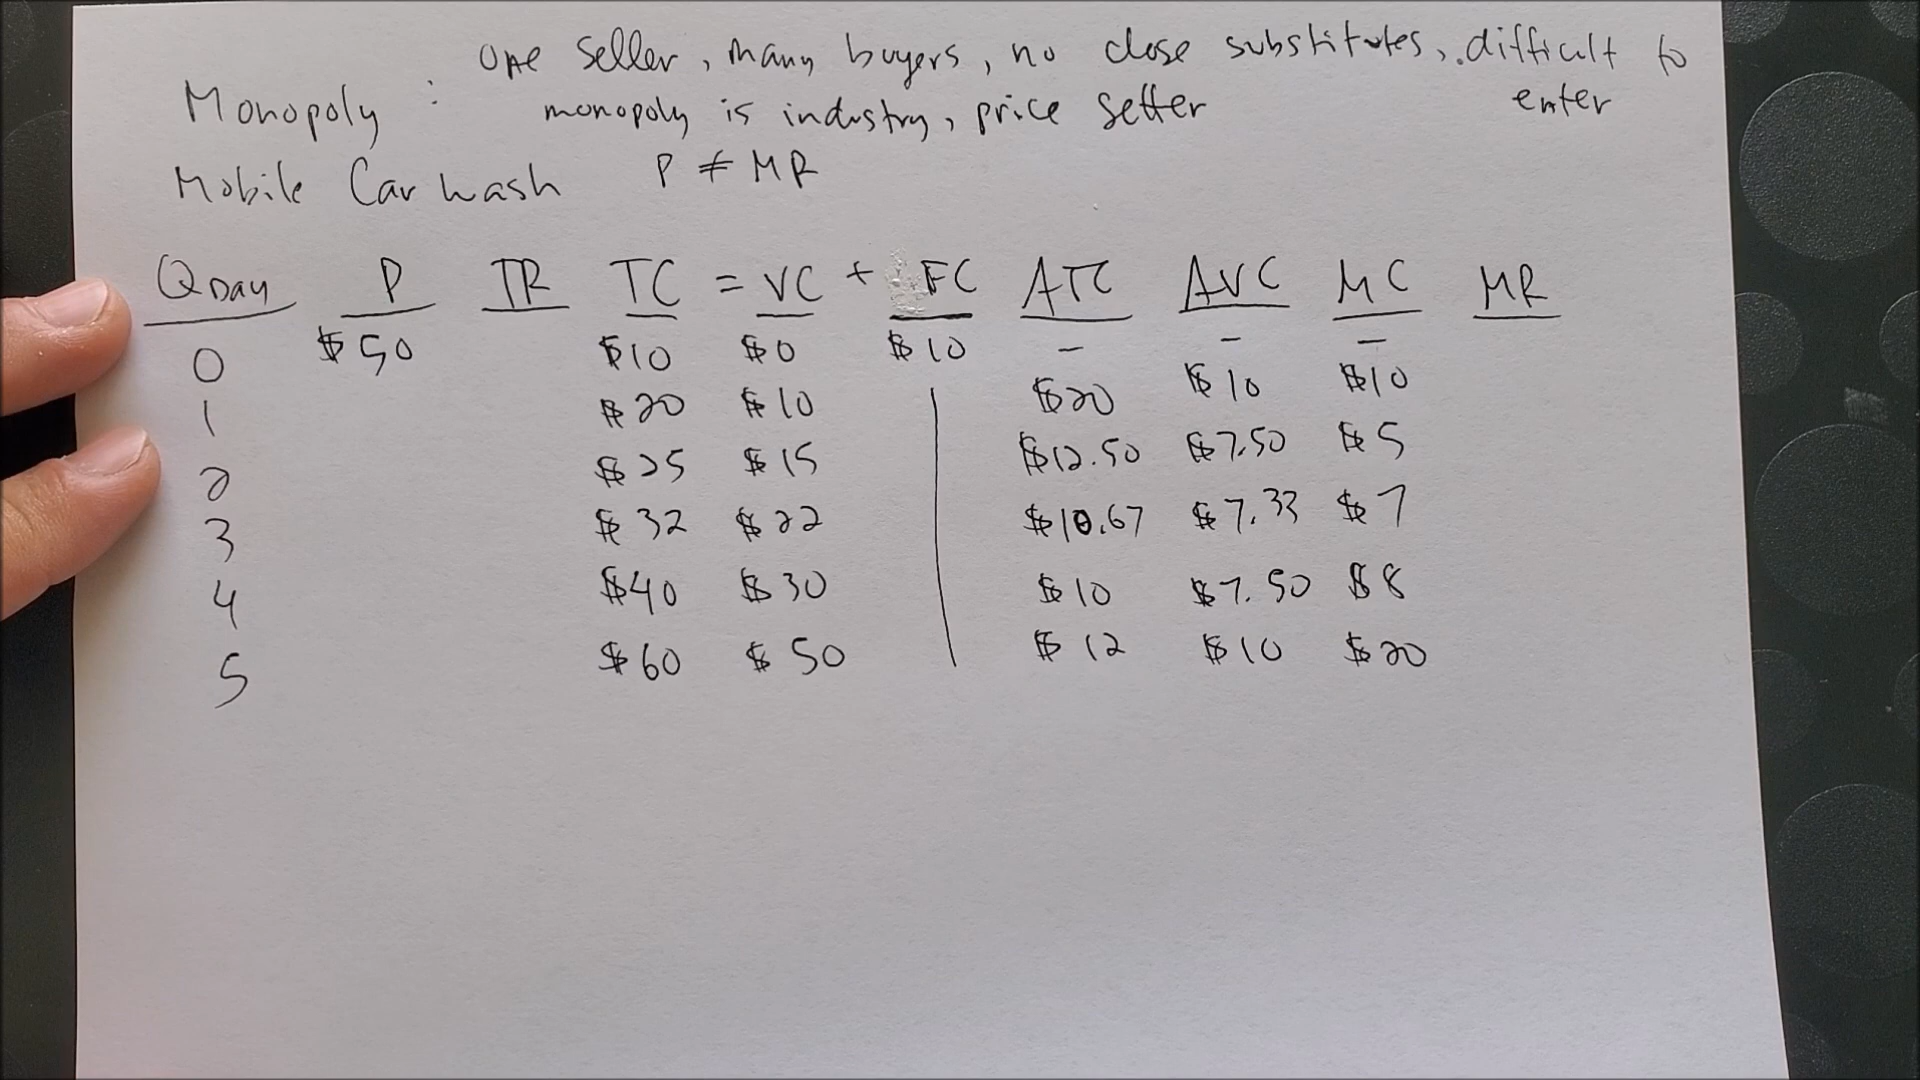 one seller, many buyers, no close substitutes, difficult to enter
Monopoly : monopoly is industry, price setter
Mobile Car wash P ≠ MR
QDay P TR TC = VC + FC ATC AVC MC MR
0 $50 $10 $0 $10 - - -
1 $20 $10 $20 $10 $10
2 $25 $15 $12.50 $7.50 $5
3 $32 $22 $10.67 $7.33 $7
4 $40 $30 $10 $7.50 $8
5 $60 $50 $12 $10 $20